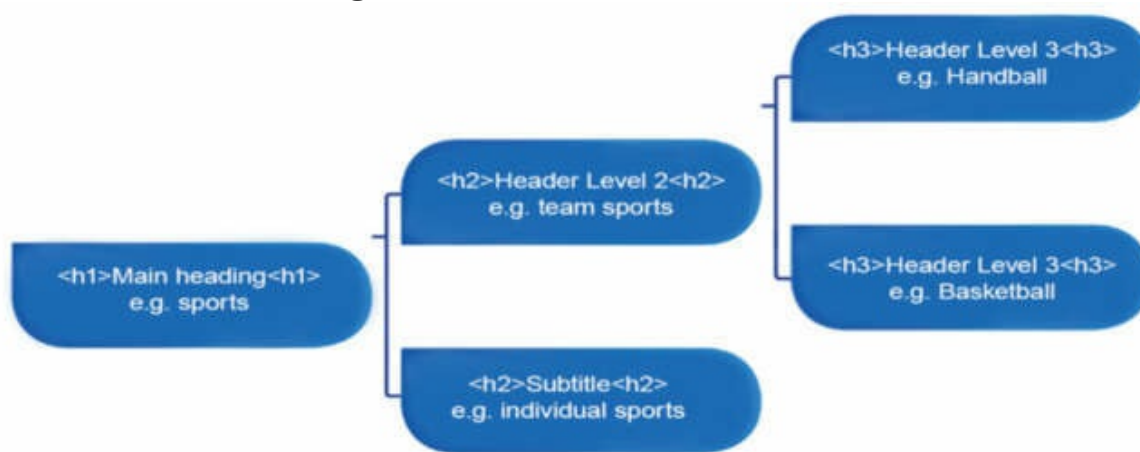 <h1>Main heading<h1>
e.g. sports
<h2>Header Level 2<h2>
e.g. team sports
<h3>Header Level 3<h3>
e.g. Handball
<h3>Header Level 3<h3>
e.g. Basketball
<h2>Subtitle<h2>
e.g. individual sports